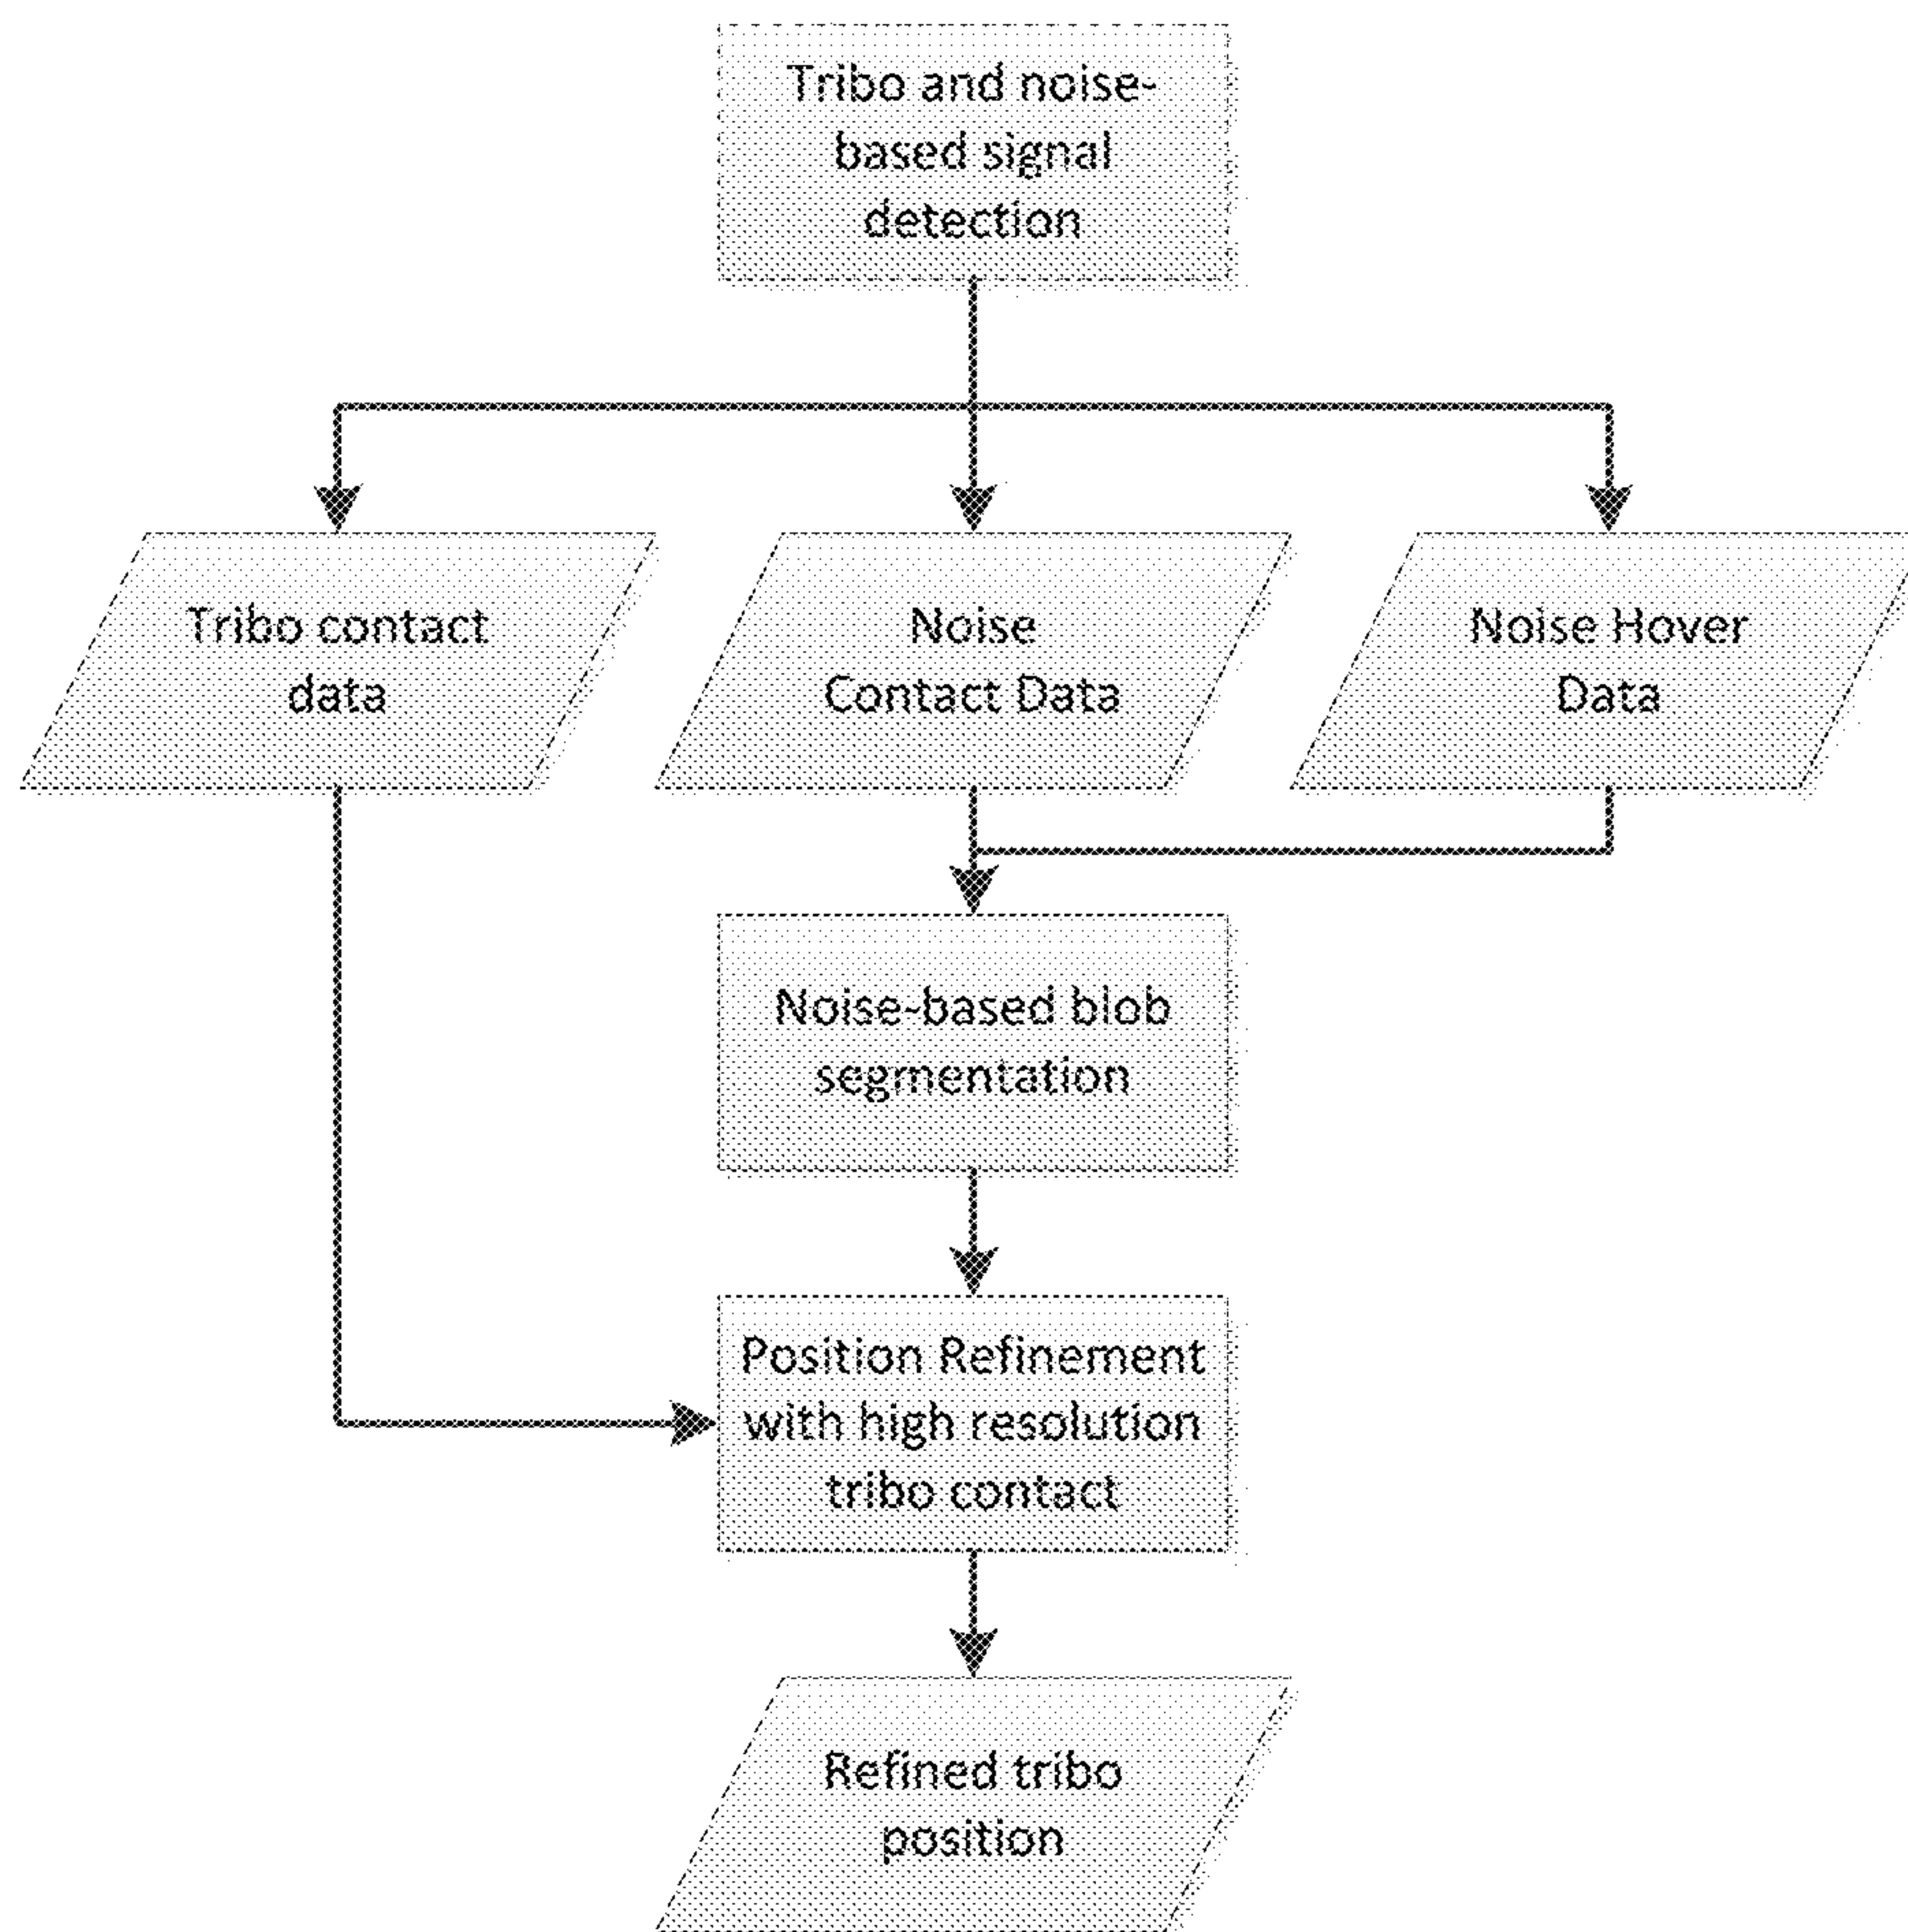 Tribo and noise-
based signal
detection
Tribo contact
data
Noise
Contact Data
Noise Hover
Data
Noise-based blob
segmentation
Position Refinement
with high resolution
tribo contact
Refined tribo
position